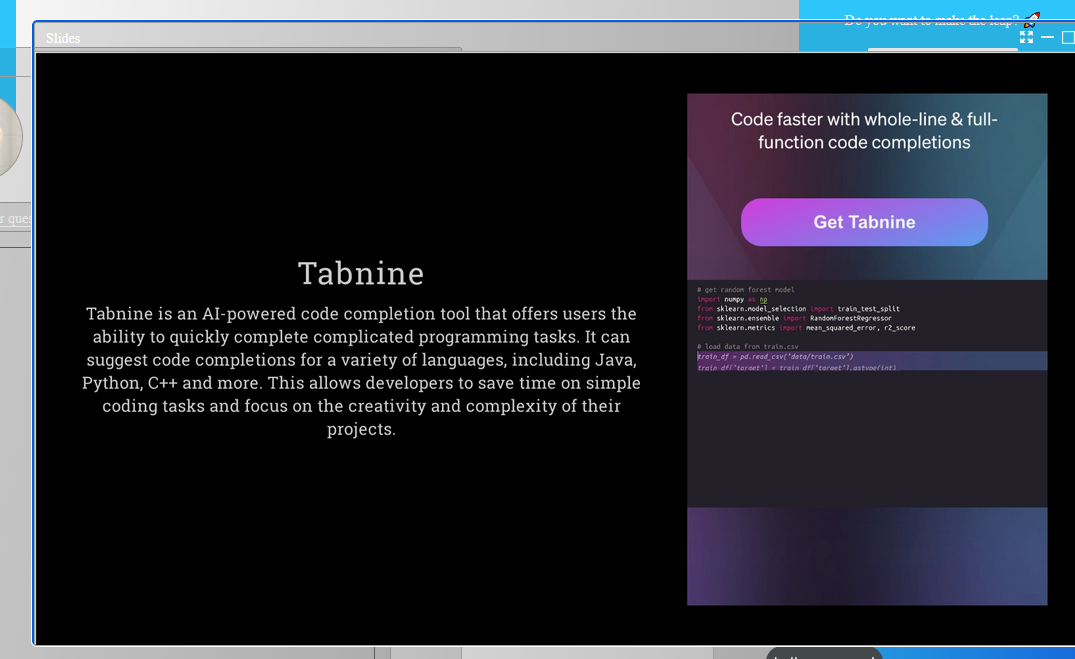 Do you want to make the leap? 🚀
Slides
r ques
Tabnine
Tabnine is an AI-powered code completion tool that offers users the
ability to quickly complete complicated programming tasks. It can
suggest code completions for a variety of languages, including Java,
Python, C++ and more. This allows developers to save time on simple
coding tasks and focus on the creativity and complexity of their
projects.
Code faster with whole-line & full-
function code completions
Get Tabnine
# get random forest model
import numpy as np
from sklearn.model_selection import train_test_split
from sklearn.ensemble import RandomForestRegressor
from sklearn.metrics import mean_squared_error, r2_score
# load data from train.csv
train_df = pd.read_csv('data/train.csv')
train_df['target'] = train_df['target'].astype(int)